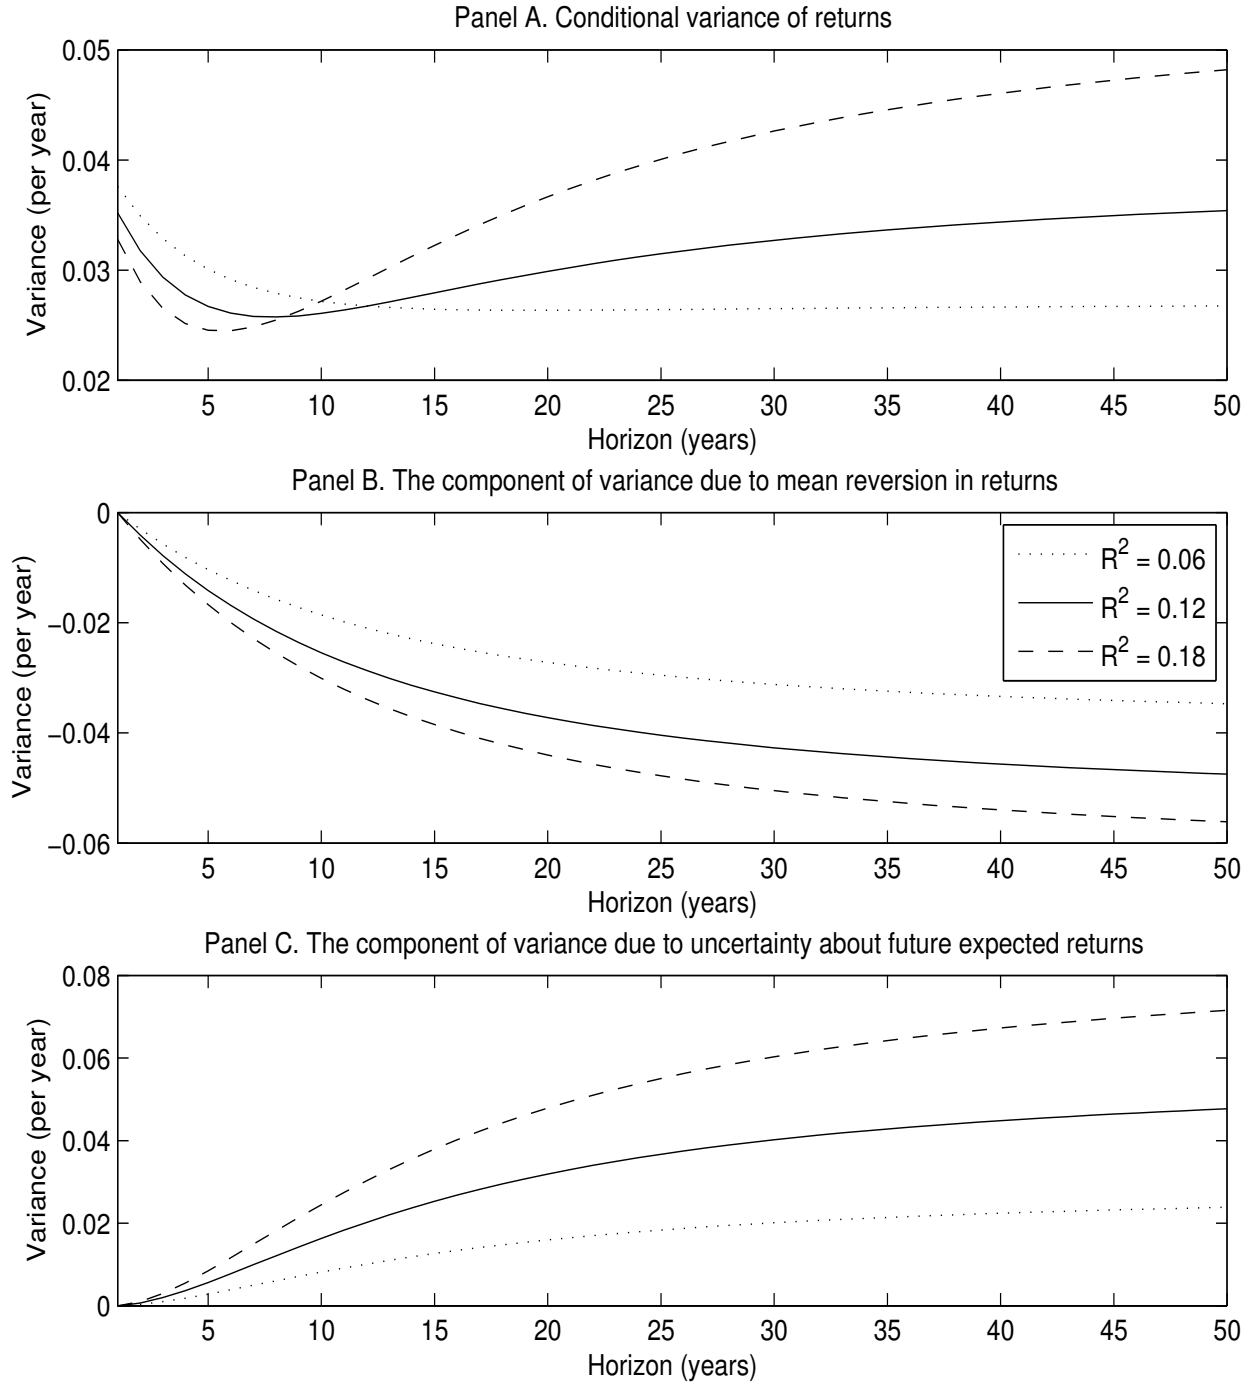 Panel A. Conditional variance of returns
0.05
0.04
0.03
0.02
Variance (per year)
5 10 15 20 25 30 35 40 45 50
Horizon (years)
Panel B. The component of variance due to mean reversion in returns
0
−0.02
−0.04
−0.06
Variance (per year)
R² = 0.06
R² = 0.12
R² = 0.18
5 10 15 20 25 30 35 40 45 50
Horizon (years)
Panel C. The component of variance due to uncertainty about future expected returns
0.08
0.06
0.04
0.02
0
Variance (per year)
5 10 15 20 25 30 35 40 45 50
Horizon (years)